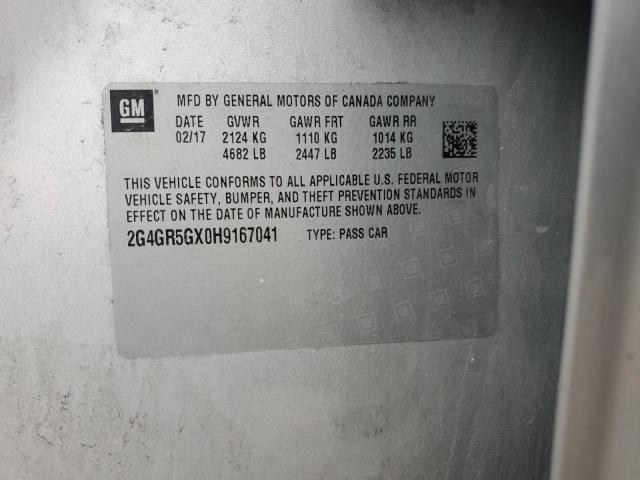 GM®
MFD BY GENERAL MOTORS OF CANADA COMPANY
DATE GVWR GAWR FRT GAWR RR
02/17 2124 KG 1110 KG 1014 KG
4682 LB 2447 LB 2235 LB
THIS VEHICLE CONFORMS TO ALL APPLICABLE U.S. FEDERAL MOTOR
VEHICLE SAFETY, BUMPER, AND THEFT PREVENTION STANDARDS IN
EFFECT ON THE DATE OF MANUFACTURE SHOWN ABOVE.
2G4GR5GX0H9167041 TYPE: PASS CAR